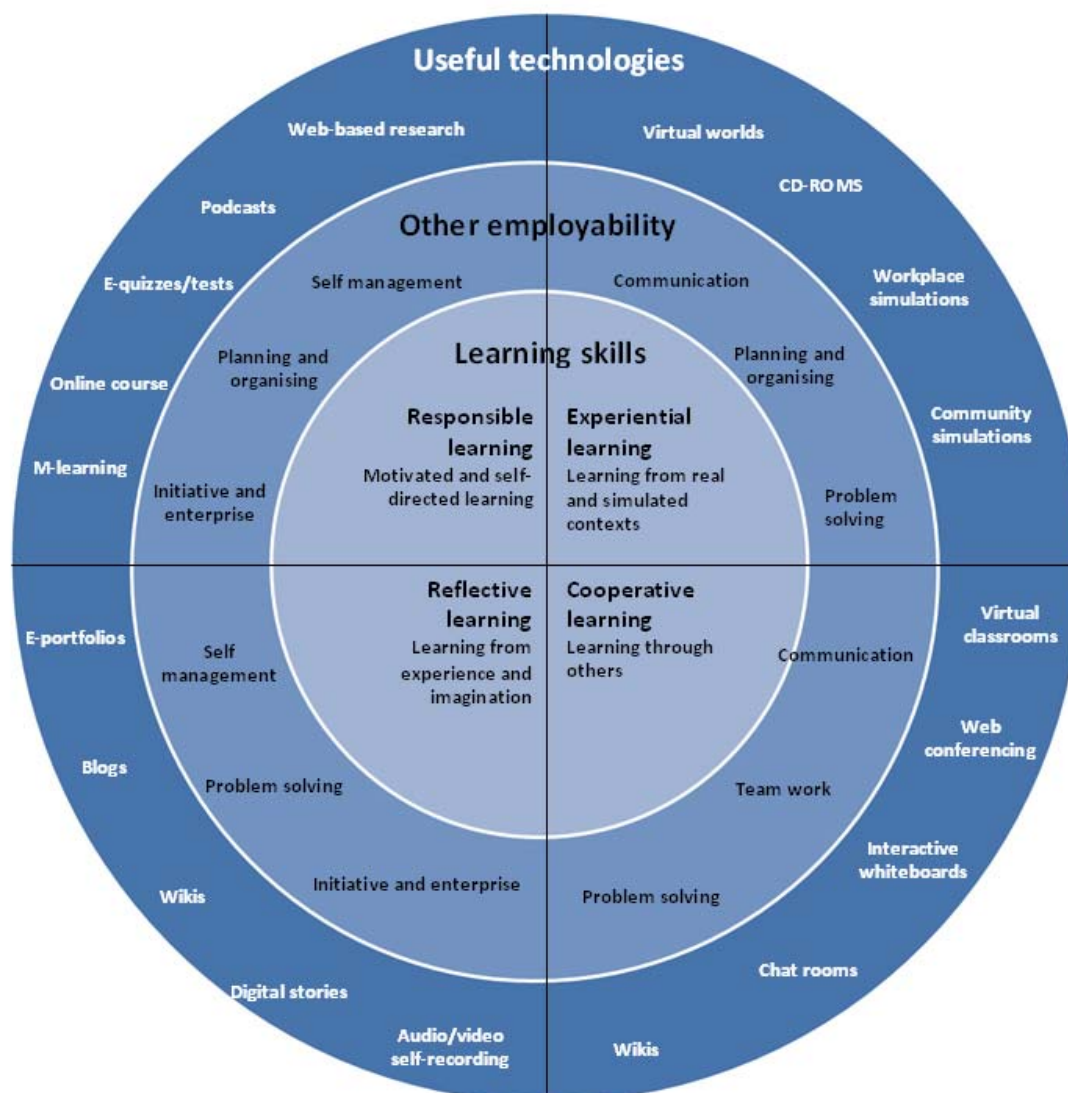 Useful technologies
Web-based research
Podcasts
E-quizzes/tests
Online course
M-learning
Virtual worlds
CD-ROMS
Workplace
simulations
Community
simulations
Other employability
Self management
Planning and
organising
Initiative and
enterprise
Communication
Planning and
organising
Problem
solving
Learning skills
Responsible
learning
Motivated and self-
directed learning
Experiential
learning
Learning from real
and simulated
contexts
Reflective
learning
Learning from
experience and
imagination
Cooperative
learning
Learning through
others
Self
management
Problem solving
Initiative and enterprise
Communication
Team work
Problem solving
E-portfolios
Blogs
Wikis
Digital stories
Audio/video
self-recording
Virtual
classrooms
Web
conferencing
Interactive
whiteboards
Chat rooms
Wikis